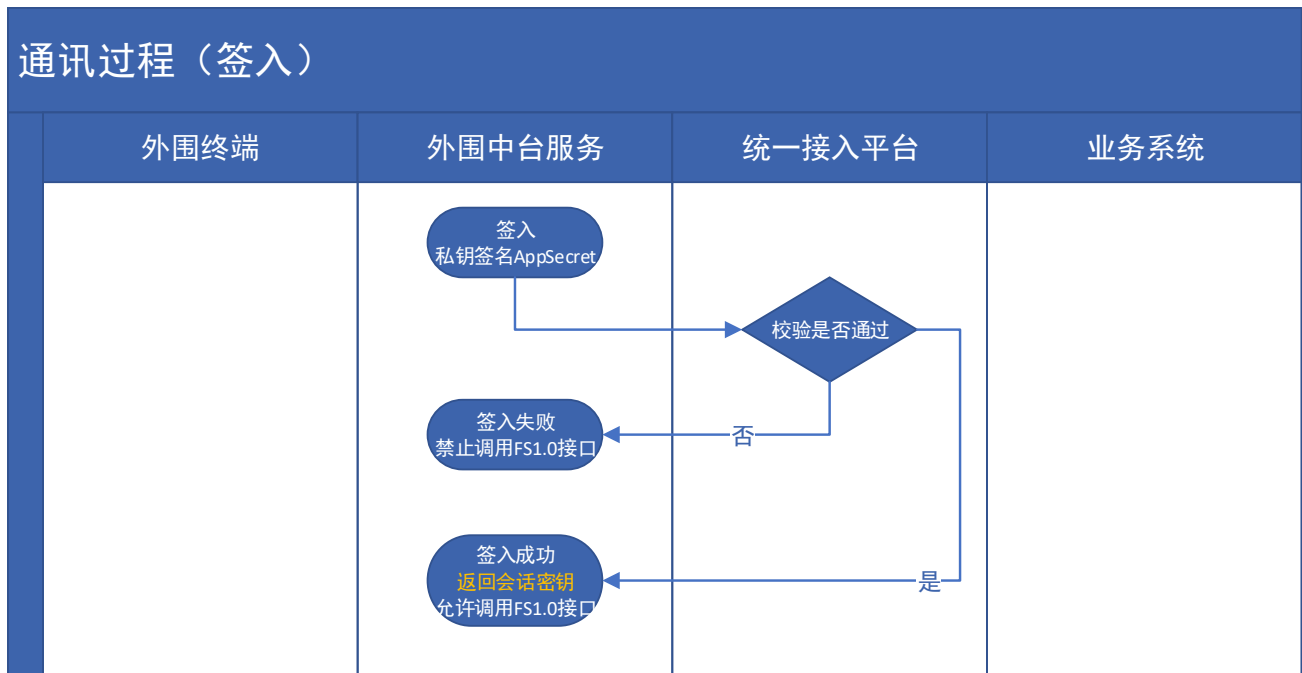 通讯过程（签入）
外围终端
外围中台服务
统一接入平台
业务系统
签入
私钥签名AppSecret
校验是否通过
签入失败
禁止调用FS1.0接口
否
签入成功
返回会话密钥
允许调用FS1.0接口
是